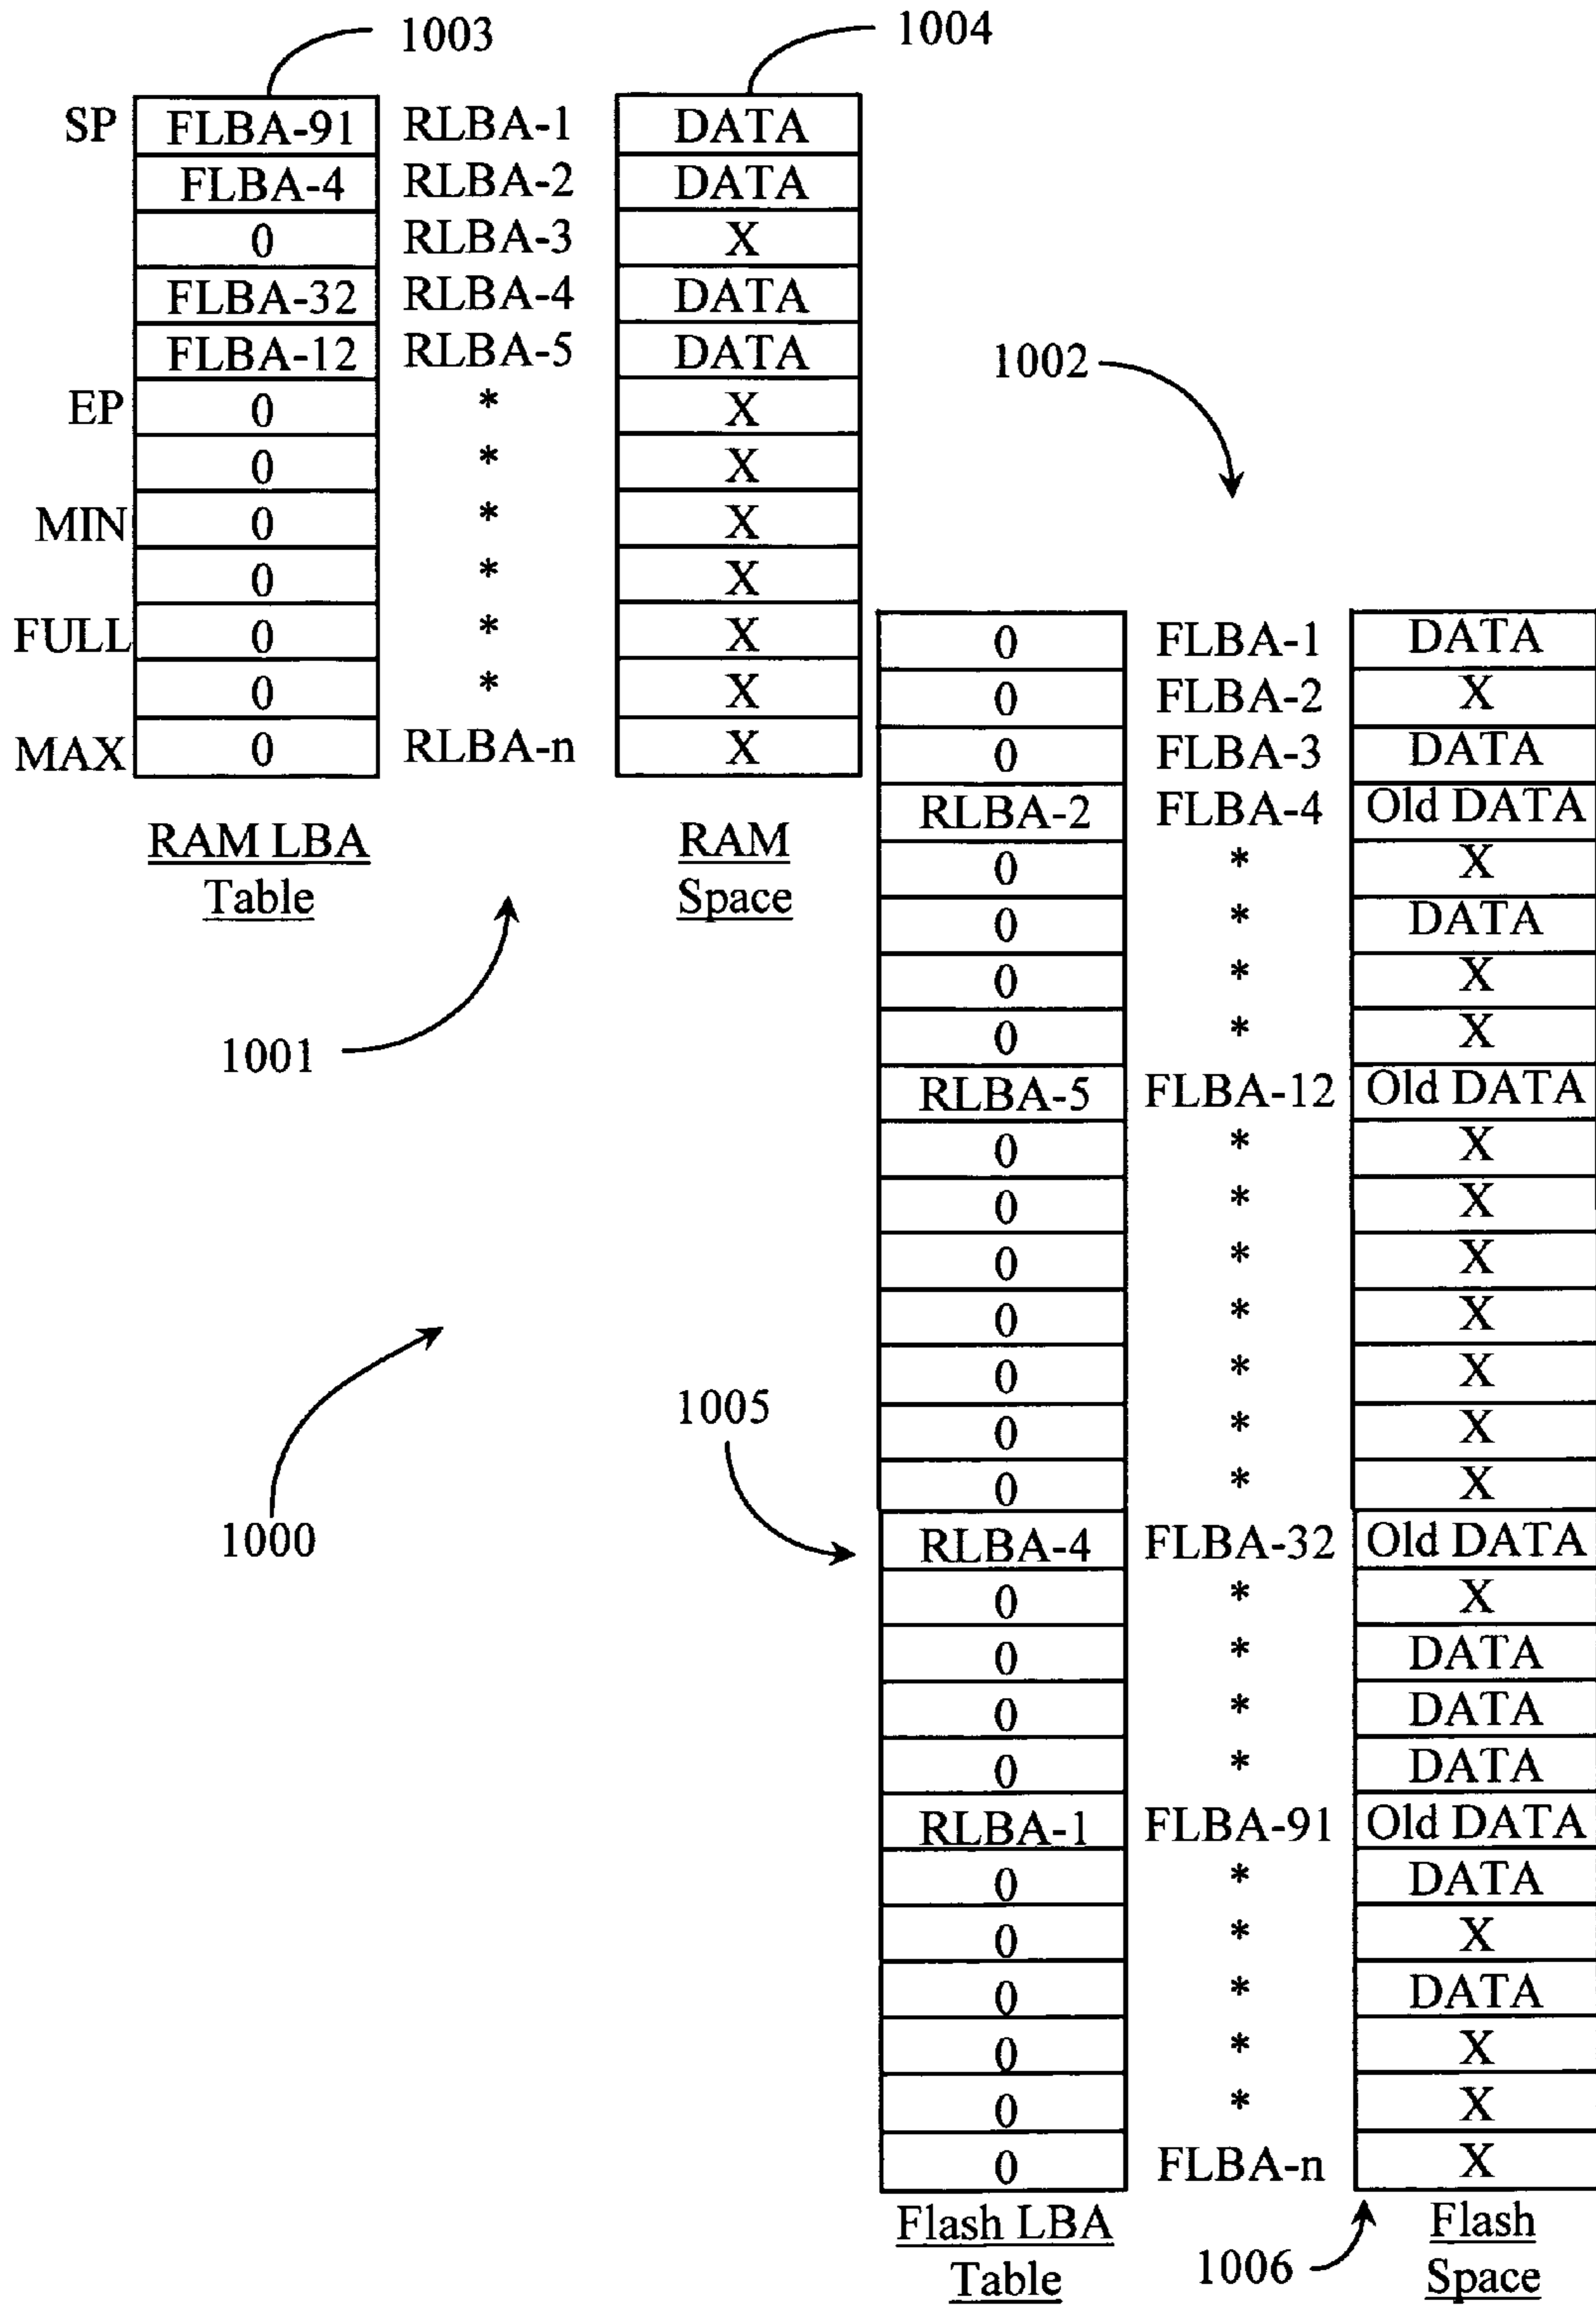 1003
1004
SP FLBA-91 RLBA-1 DATA
FLBA-4 RLBA-2 DATA
0 RLBA-3 X
FLBA-32 RLBA-4 DATA
FLBA-12 RLBA-5 DATA
EP 0 * X
0 * X
MIN 0 * X
0 * X
FULL 0 * X
0 * X
MAX 0 RLBA-n X
RAM LBA
Table
RAM
Space
1001
1002
0 FLBA-1 DATA
0 FLBA-2 X
0 FLBA-3 DATA
RLBA-2 FLBA-4 Old DATA
0 * X
0 * DATA
0 * X
0 * X
RLBA-5 FLBA-12 Old DATA
0 * X
0 * X
0 * X
0 * X
0 * X
0 * X
0 * X
RLBA-4 FLBA-32 Old DATA
0 * X
0 * DATA
0 * DATA
0 * DATA
RLBA-1 FLBA-91 Old DATA
0 * DATA
0 * X
0 * DATA
0 * X
0 * X
0 FLBA-n X
1005
1000
Flash LBA
Table
1006
Flash
Space